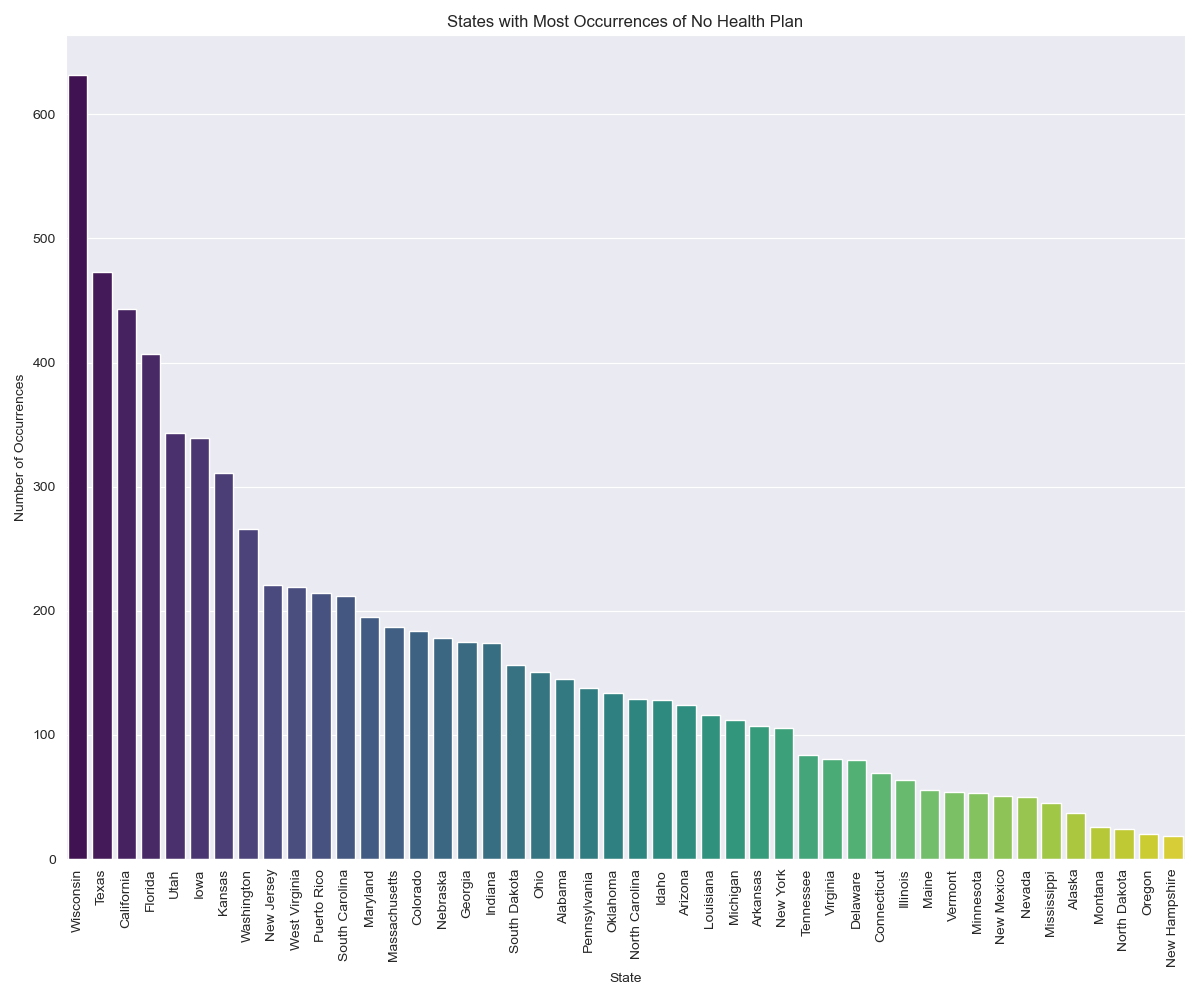 States with Most Occurrences of No Health Plan
Number of Occurrences
600
500
400
300
200
100
0
Wisconsin
Texas
California
Florida
Utah
Iowa
Kansas
Washington
New Jersey
West Virginia
Puerto Rico
South Carolina
Maryland
Massachusetts
Colorado
Nebraska
Georgia
Indiana
South Dakota
Ohio
Alabama
Pennsylvania
Oklahoma
North Carolina
Idaho
Arizona
Louisiana
Michigan
Arkansas
New York
Tennessee
Virginia
Delaware
Connecticut
Illinois
Maine
Vermont
Minnesota
New Mexico
Nevada
Mississippi
Alaska
Montana
North Dakota
Oregon
New Hampshire
State